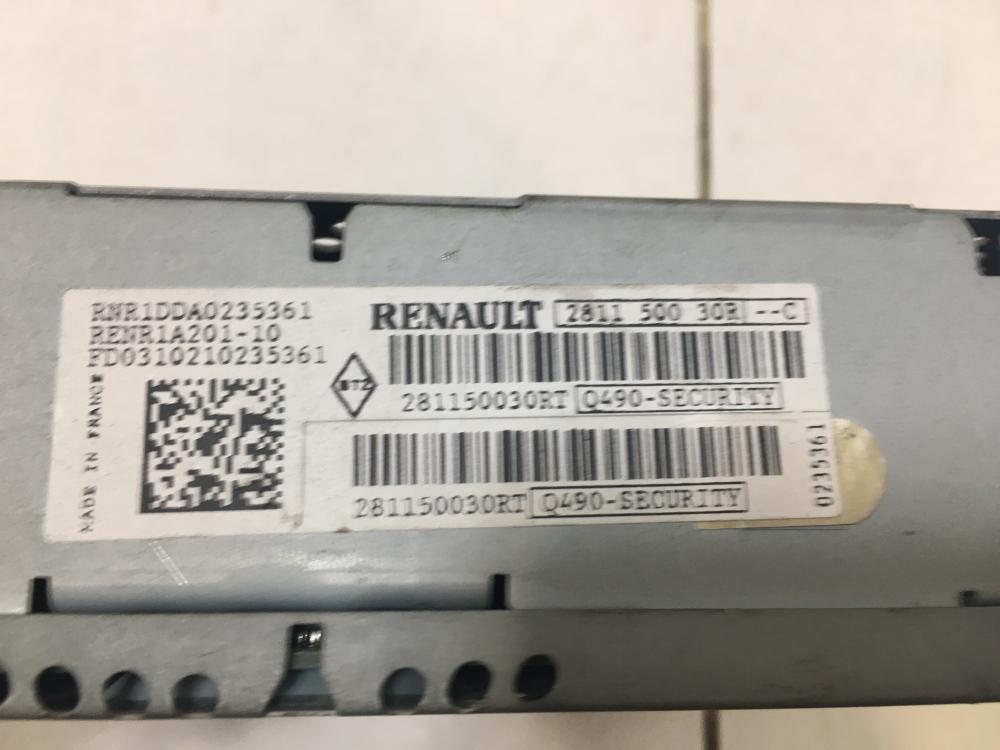 RNR1DDA0235361
RENR1A201-10
FD0310210235361
MADE IN FRANCE
RENAULT 2811 500 30R --C
281150030RT Q490-SECURITY
281150030RT Q490-SECURITY
0235361